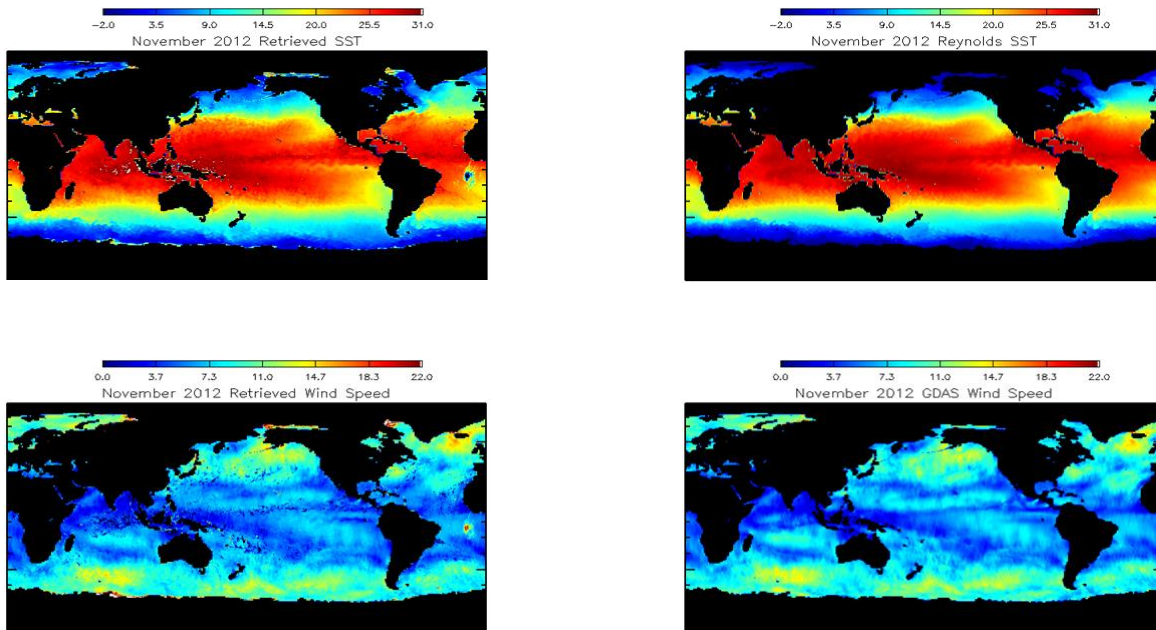 −2.0 3.5 9.0 14.5 20.0 25.5 31.0
November 2012 Retrieved SST
−2.0 3.5 9.0 14.5 20.0 25.5 31.0
November 2012 Reynolds SST
0.0 3.7 7.3 11.0 14.7 18.3 22.0
November 2012 Retrieved Wind Speed
0.0 3.7 7.3 11.0 14.7 18.3 22.0
November 2012 GDAS Wind Speed